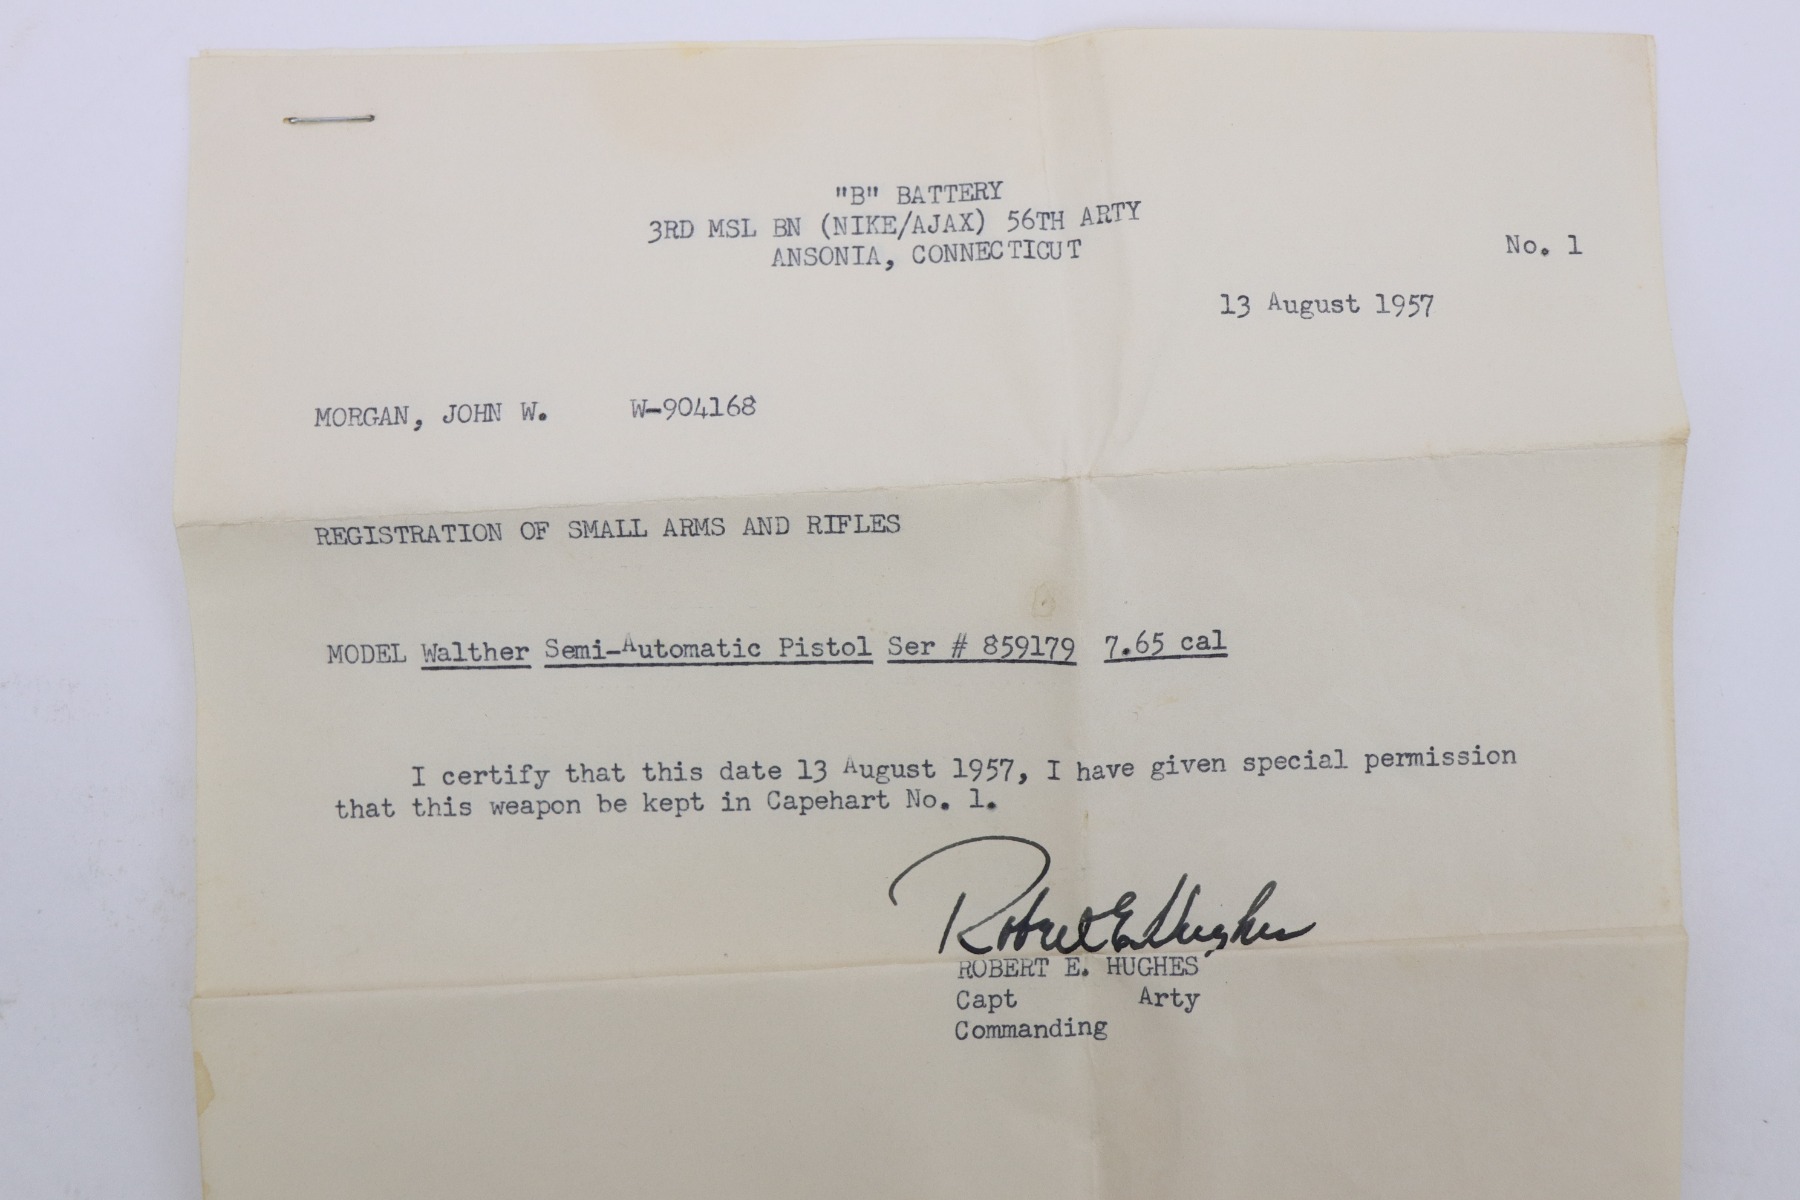 "B" BATTERY
3RD MSL BN (NIKE/AJAX) 56TH ARTY
ANSONIA, CONNECTICUT
No. 1
13 August 1957
MORGAN, JOHN W. W-904168
REGISTRATION OF SMALL ARMS AND RIFLES
MODEL Walther Semi-Automatic Pistol Ser # 859179 7.65 cal
I certify that this date 13 August 1957, I have given special permission
that this weapon be kept in Capehart No. 1.
Robert E. Hughes
ROBERT E. HUGHES
Capt Arty
Commanding